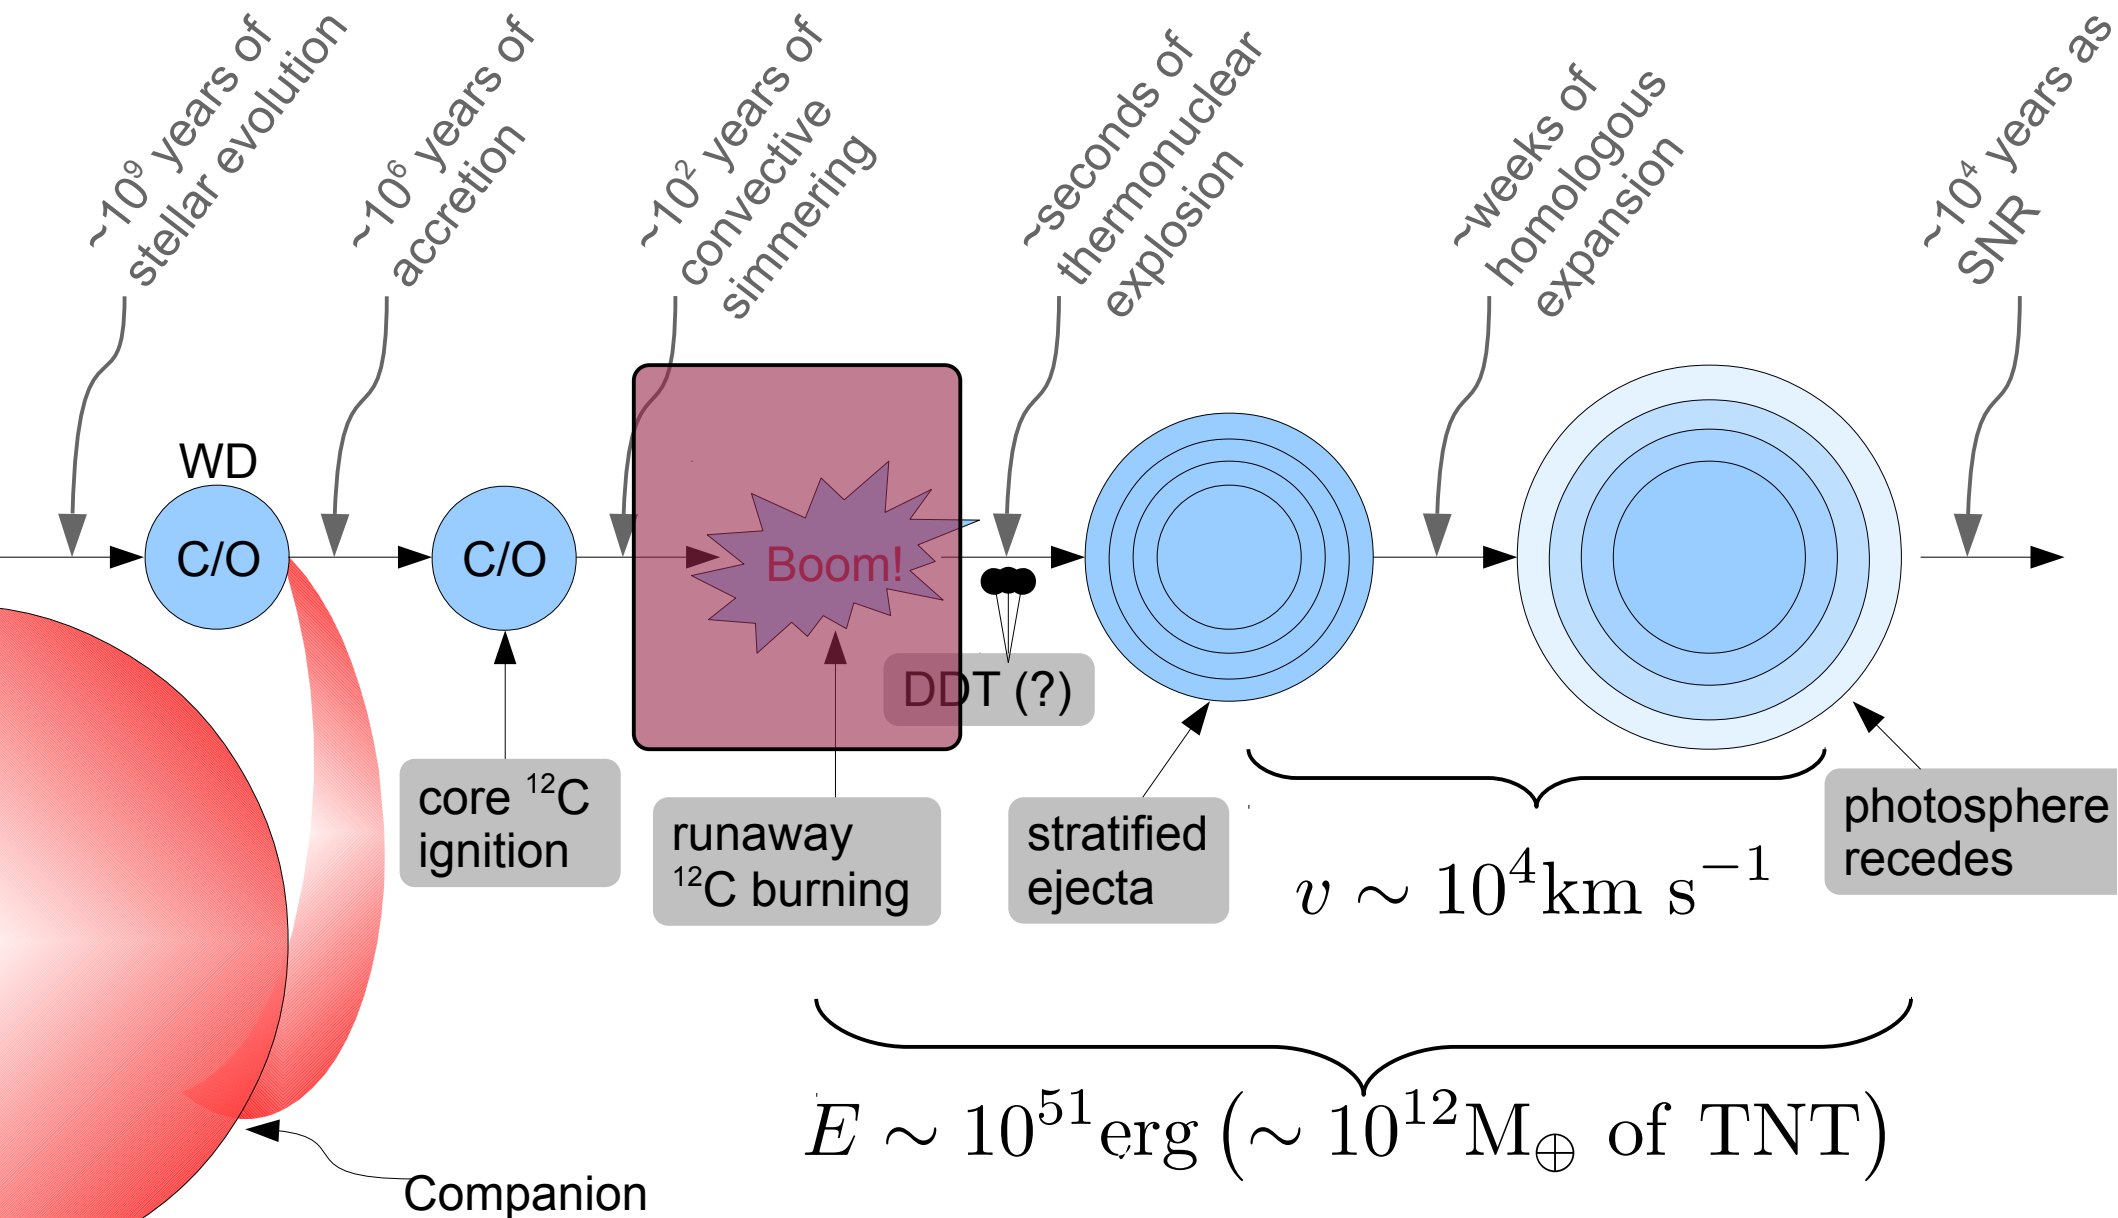 ~10⁹ years of
stellar evolution
~10⁶ years of
accretion
~10² years of
convective
simmering
~seconds of
thermonuclear
explosion
~weeks of
homologous
expansion
~10⁴ years as
SNR
WD
C/O
C/O
Boom!
DDT (?)
core ¹²C
ignition
runaway
¹²C burning
stratified
ejecta
photosphere
recedes
v ∼ 10⁴km s⁻¹
E ∼ 10⁵¹erg (∼ 10¹²M⊕ of TNT)
Companion